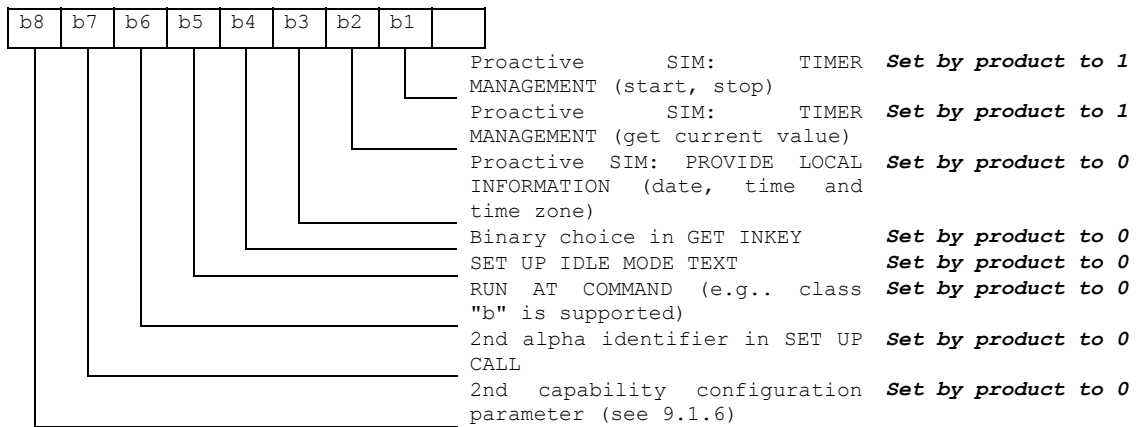 b8 b7 b6 b5 b4 b3 b2 b1
Proactive SIM: TIMER Set by product to 1
MANAGEMENT (start, stop)
Proactive SIM: TIMER Set by product to 1
MANAGEMENT (get current value)
Proactive SIM: PROVIDE LOCAL Set by product to 0
INFORMATION (date, time and
time zone)
Binary choice in GET INKEY Set by product to 0
SET UP IDLE MODE TEXT Set by product to 0
RUN AT COMMAND (e.g.. class Set by product to 0
"b" is supported)
2nd alpha identifier in SET UP Set by product to 0
CALL
2nd capability configuration Set by product to 0
parameter (see 9.1.6)